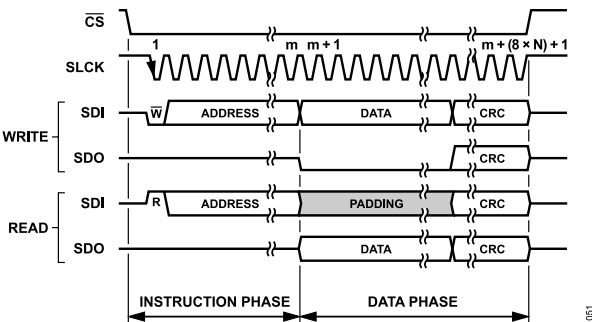 CS
1 m m + 1 m + (8 × N) + 1
SLCK
WRITE
SDI W ADDRESS DATA CRC
SDO CRC
READ
SDI R ADDRESS PADDING CRC
SDO DATA CRC
INSTRUCTION PHASE DATA PHASE
051